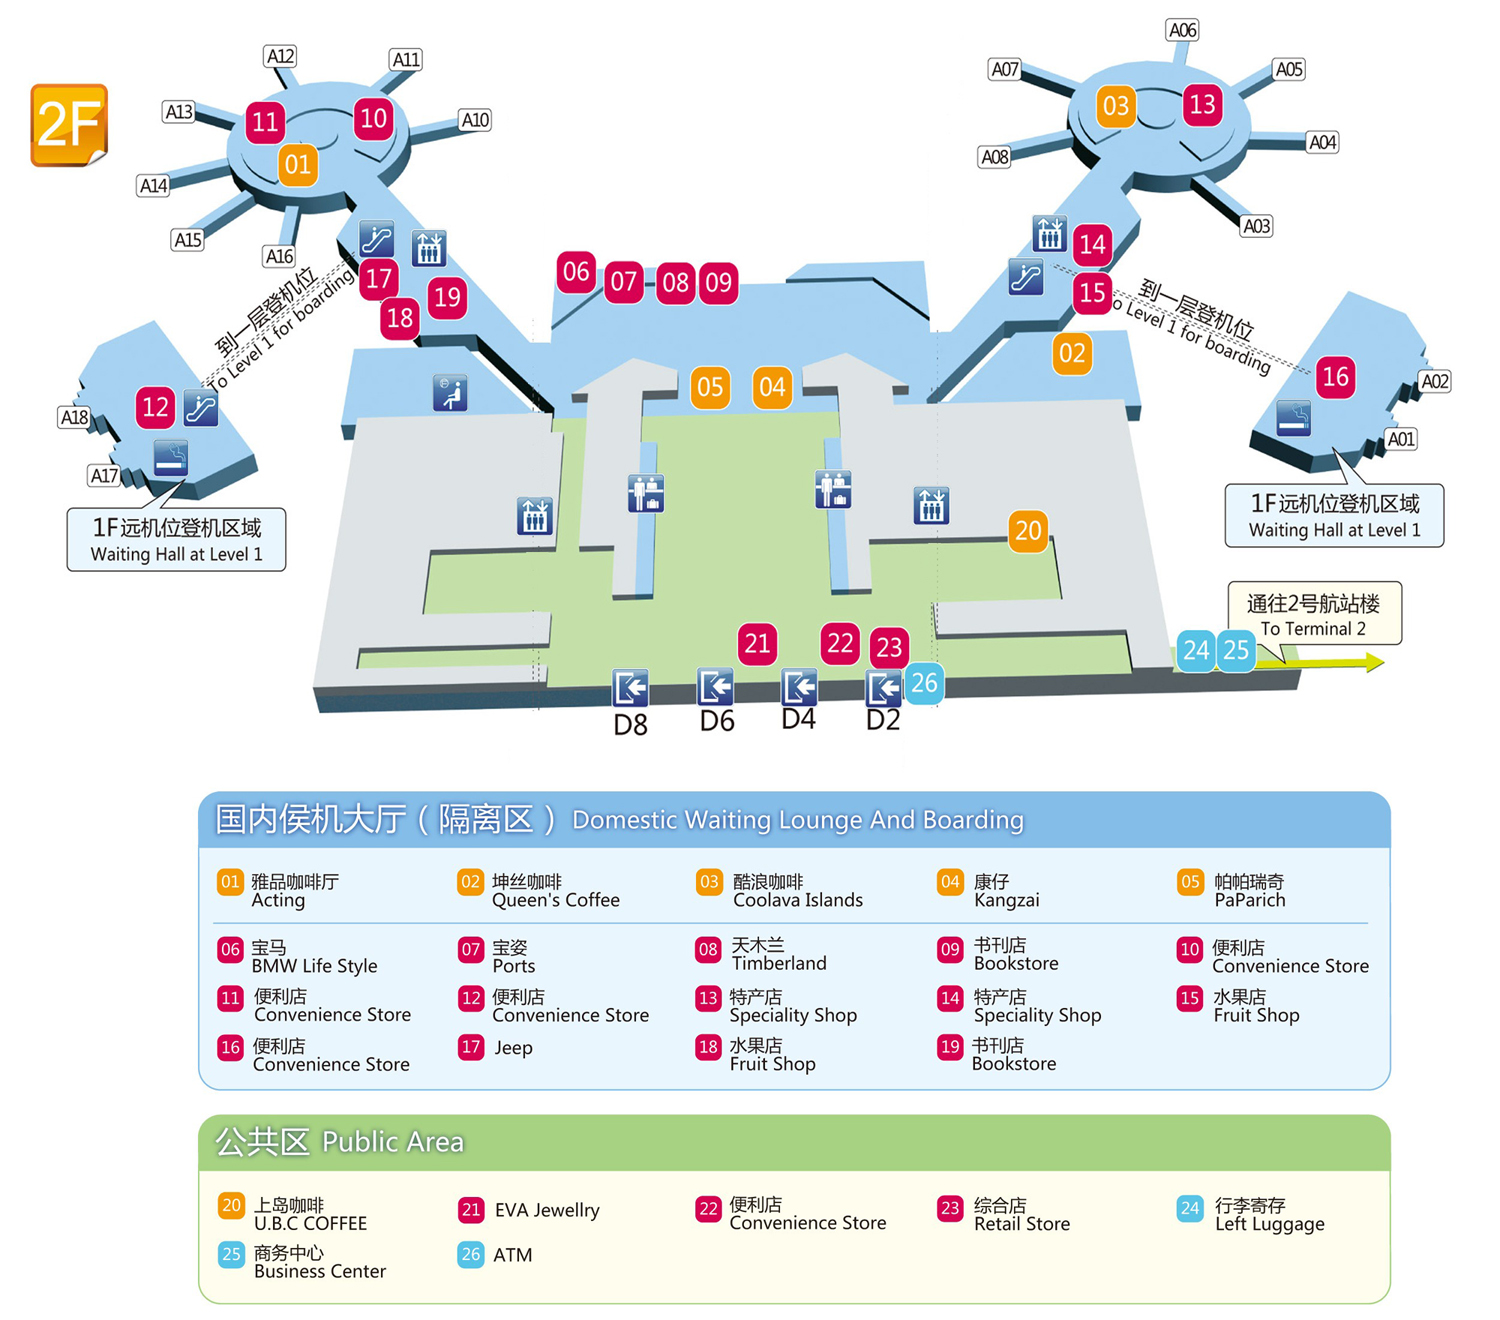 2F
A12
A11
A13
A10
A14
A15
A16
11
10
01
A06
A07
A05
A08
A04
A03
03
13
17
18
19
06
07
08
09
14
15
02
05
04
到一层登机位
To Level 1 for boarding
到一层登机位
To Level 1 for boarding
12
A18
A17
16
A02
A01
1F远机位登机区域
Waiting Hall at Level 1
1F远机位登机区域
Waiting Hall at Level 1
20
通往2号航站楼
To Terminal 2
21
22
23
24
25
26
D8
D6
D4
D2
国内侯机大厅（隔离区） Domestic Waiting Lounge And Boarding
01 雅品咖啡厅
Acting
02 坤丝咖啡
Queen's Coffee
03 酷浪咖啡
Coolava Islands
04 康仔
Kangzai
05 帕帕瑞奇
PaParich
06 宝马
BMW Life Style
07 宝姿
Ports
08 天木兰
Timberland
09 书刊店
Bookstore
10 便利店
Convenience Store
11 便利店
Convenience Store
12 便利店
Convenience Store
13 特产店
Speciality Shop
14 特产店
Speciality Shop
15 水果店
Fruit Shop
16 便利店
Convenience Store
17 Jeep
18 水果店
Fruit Shop
19 书刊店
Bookstore
公共区 Public Area
20 上岛咖啡
U.B.C COFFEE
21 EVA Jewellry
22 便利店
Convenience Store
23 综合店
Retail Store
24 行李寄存
Left Luggage
25 商务中心
Business Center
26 ATM